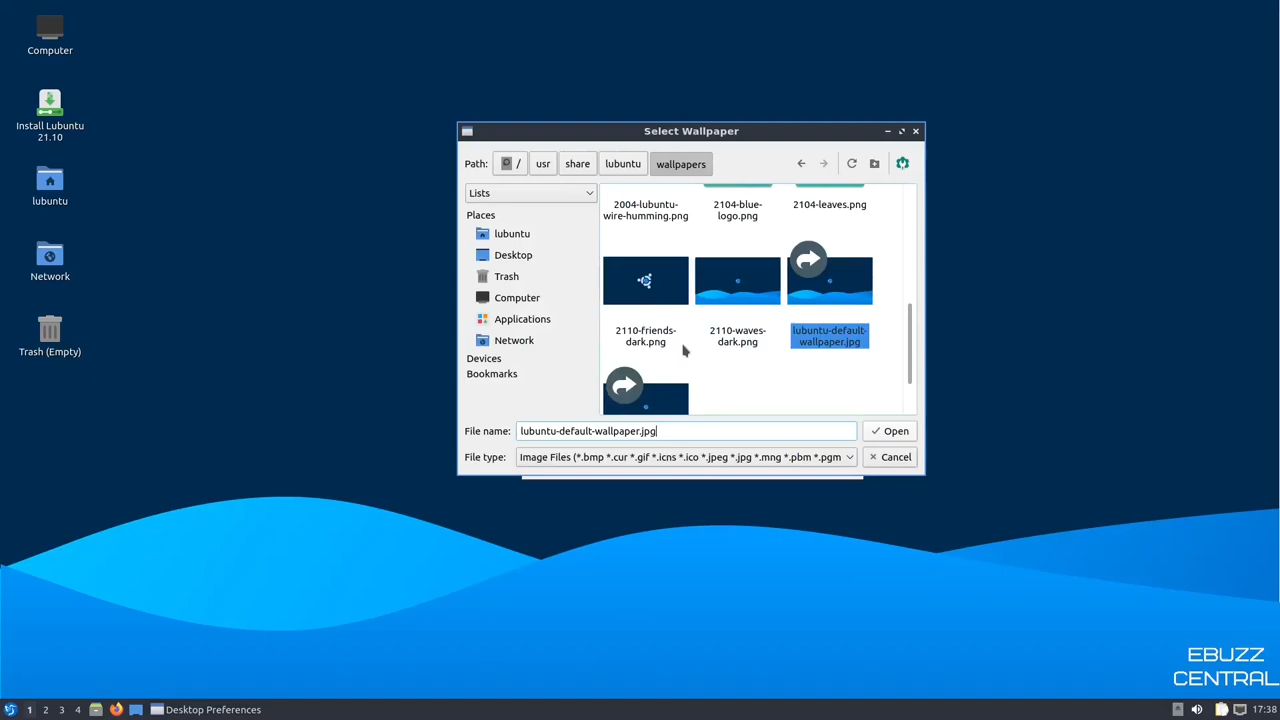 Computer
Install Lubuntu
21.10
lubuntu
Network
Trash (Empty)
Select Wallpaper
Path:
/
usr
share
lubuntu
wallpapers
Lists
Places
lubuntu
Desktop
Trash
Computer
Applications
Network
Devices
Bookmarks
2004-lubuntu-
wire-humming.png
2104-blue-
logo.png
2104-leaves.png
2110-friends-
dark.png
2110-waves-
dark.png
lubuntu-default-
wallpaper.jpg
File name:
lubuntu-default-wallpaper.jpg
Open
File type:
Image Files (*.bmp *.cur *.gif *.icns *.ico *.jpeg *.jpg *.mng *.pbm *.pgm
Cancel
EBUZZ
CENTRAL
1 2 3 4 Desktop Preferences
17:38